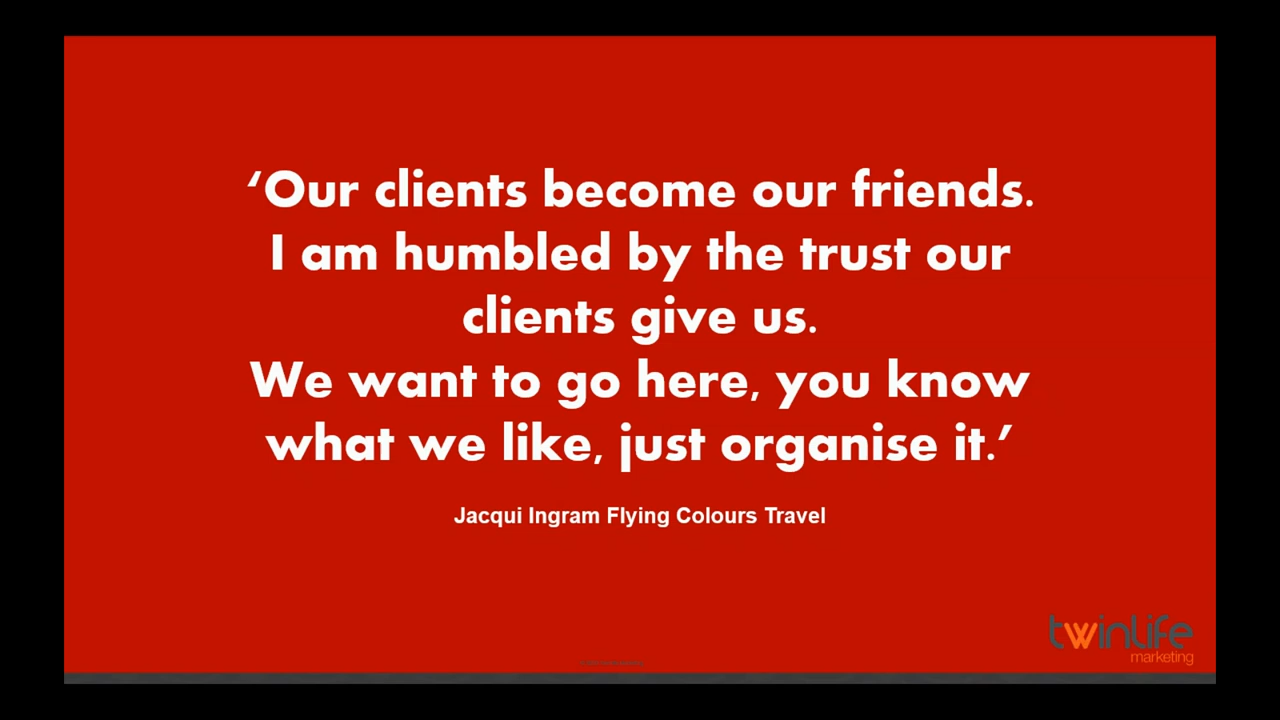 ‘Our clients become our friends.
I am humbled by the trust our
clients give us.
We want to go here, you know
what we like, just organise it.’
Jacqui Ingram Flying Colours Travel
twinlife
marketing